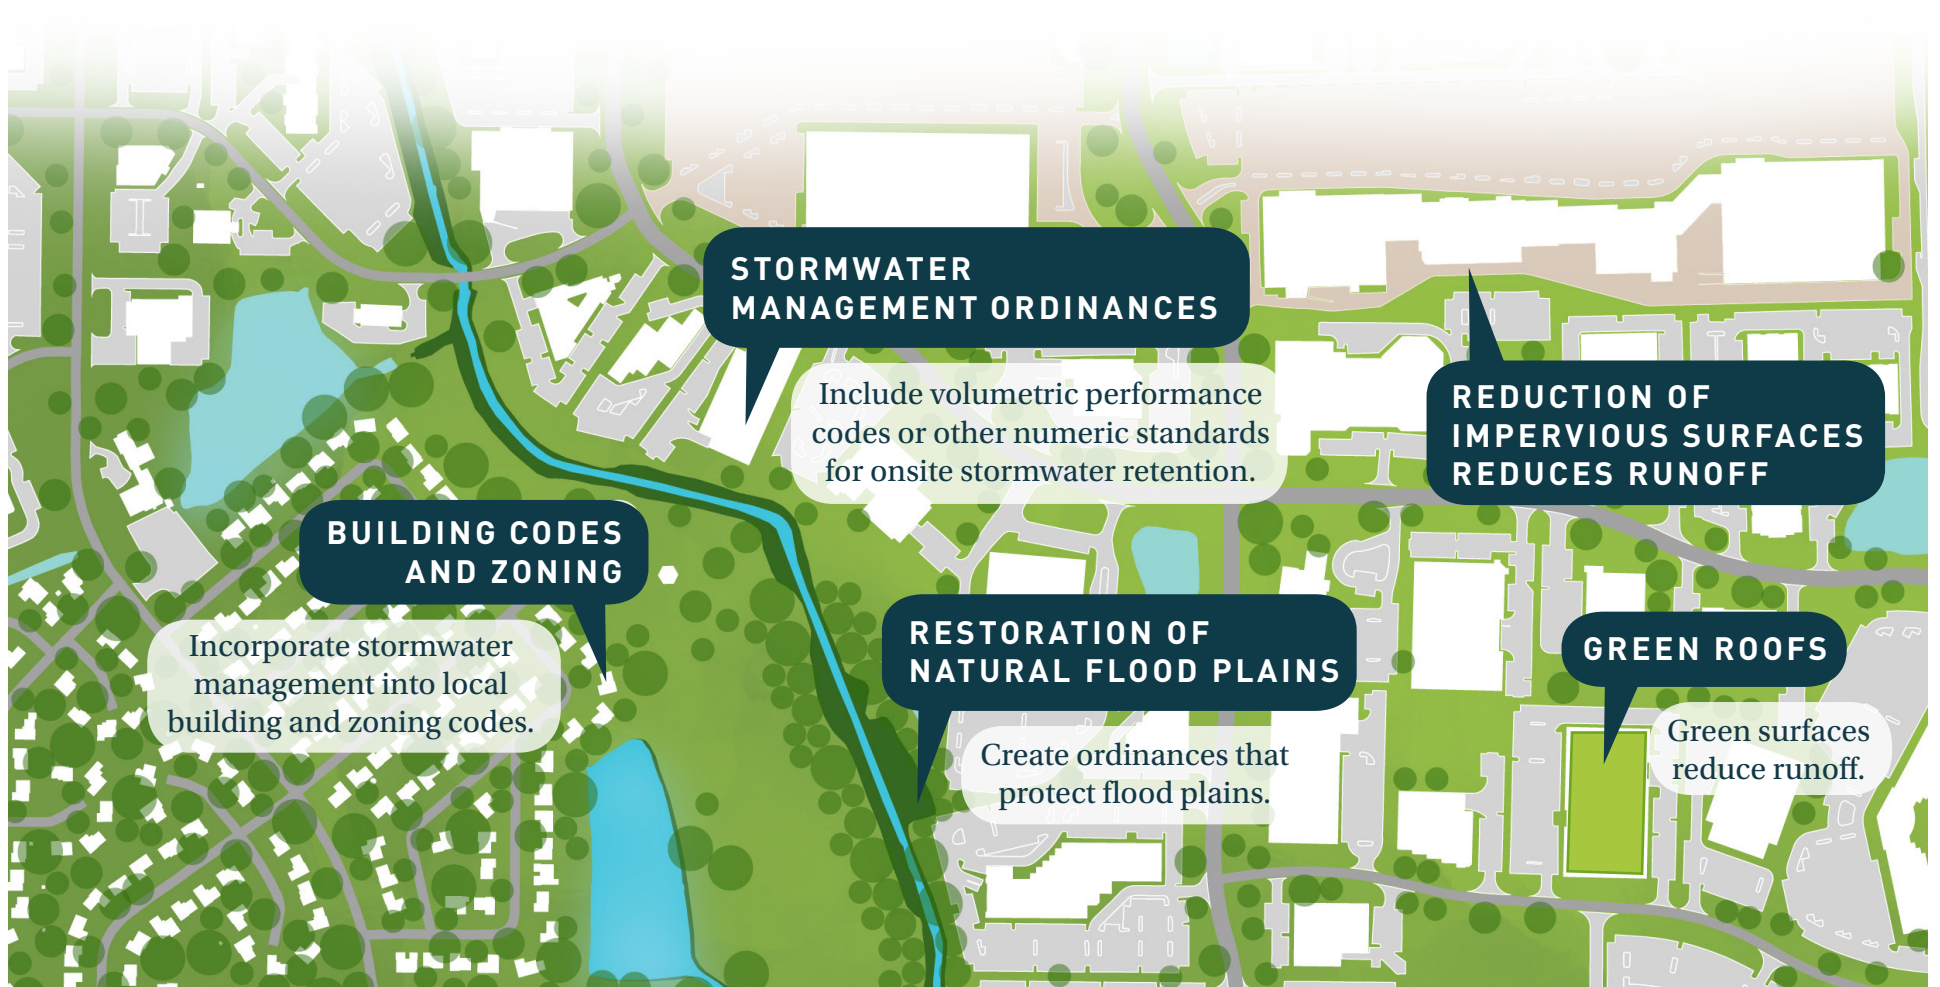 STORMWATER
MANAGEMENT ORDINANCES
Include volumetric performance
codes or other numeric standards
for onsite stormwater retention.
REDUCTION OF
IMPERVIOUS SURFACES
REDUCES RUNOFF
BUILDING CODES
AND ZONING
Incorporate stormwater
management into local
building and zoning codes.
RESTORATION OF
NATURAL FLOOD PLAINS
Create ordinances that
protect flood plains.
GREEN ROOFS
Green surfaces
reduce runoff.